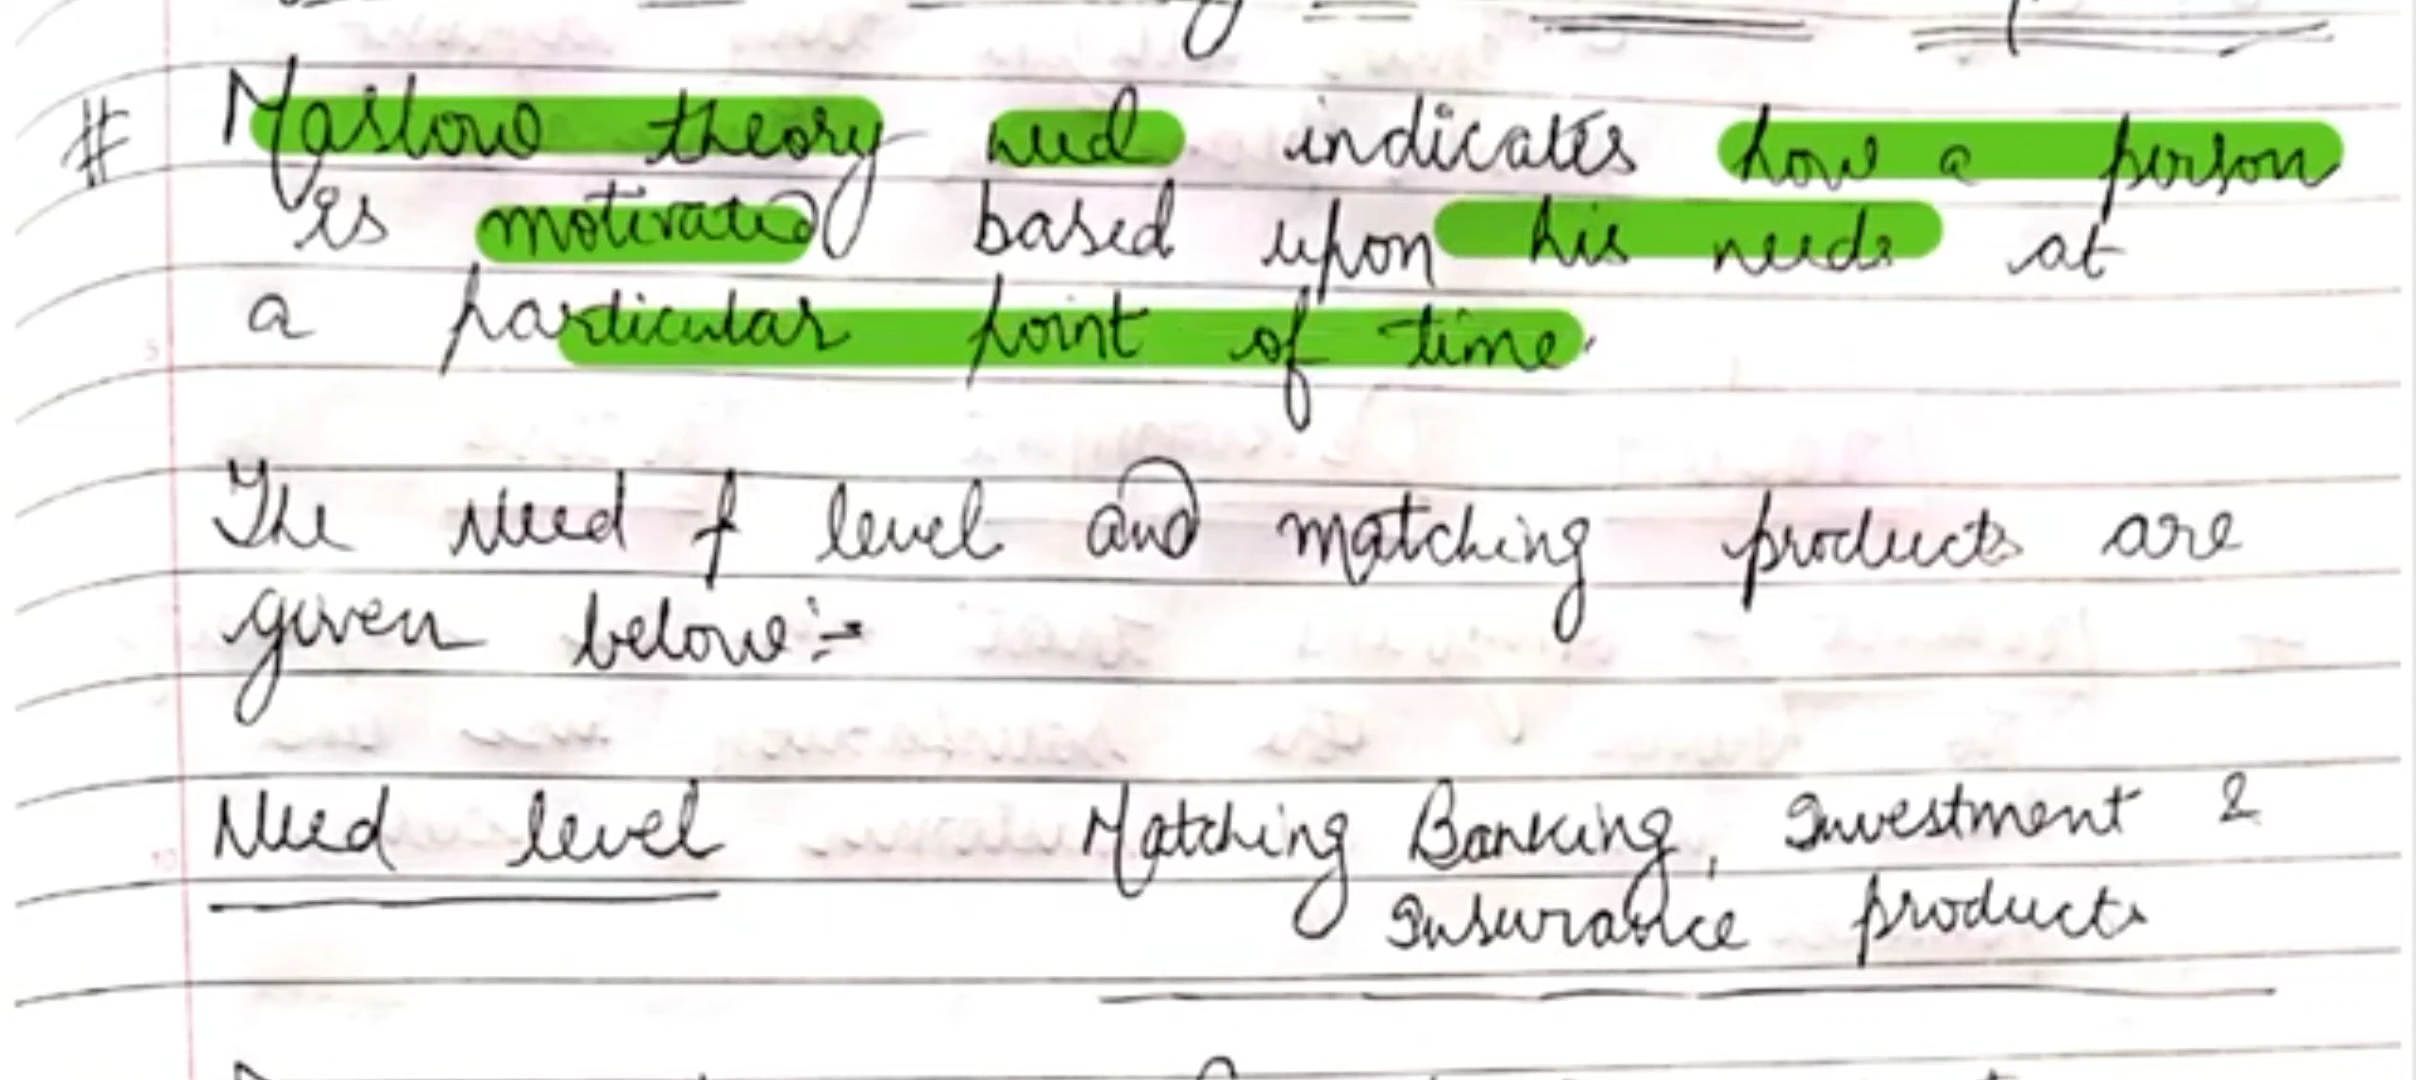 # Maslow theory need indicates how a person
is motivated based upon his needs at
a particular point of time.
The Need f level and matching products are
given below:-
Need level Matching Banking, Investment &
Insurance products